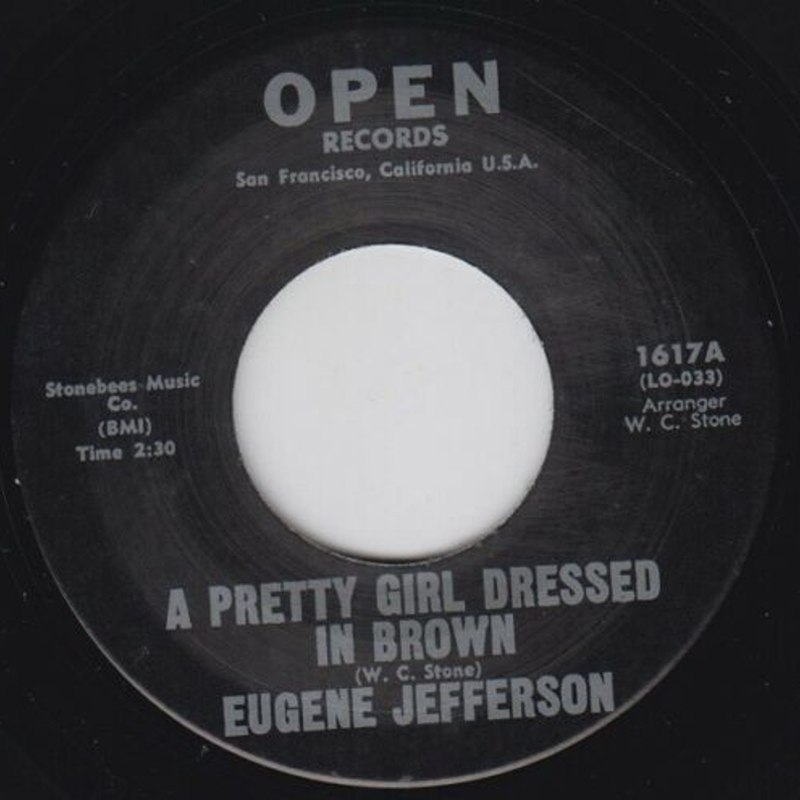 OPEN
RECORDS
San Francisco, California U.S.A.
Stonebees Music
Co.
(BMI)
Time 2:30
1617A
(LO-033)
Arranger
W. C. Stone
A PRETTY GIRL DRESSED
IN BROWN
(W. C. Stone)
EUGENE JEFFERSON